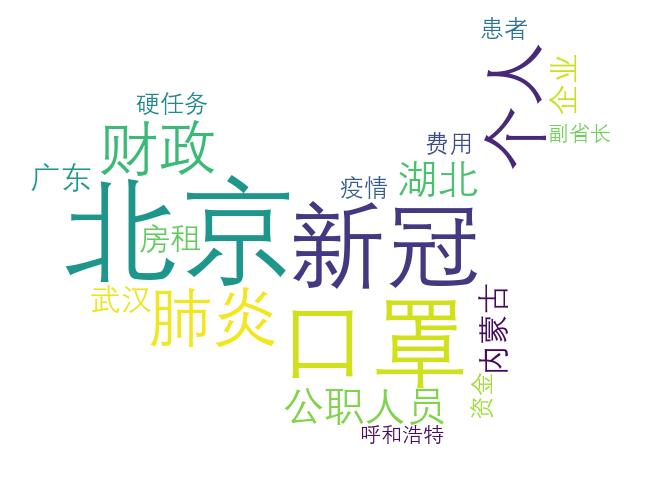 患者
个人
企业
硬任务
财政
费用
副省长
广东
疫情
湖北
北京
新冠
房租
武汉
肺炎
口罩
内蒙古
公职人员
资金
呼和浩特